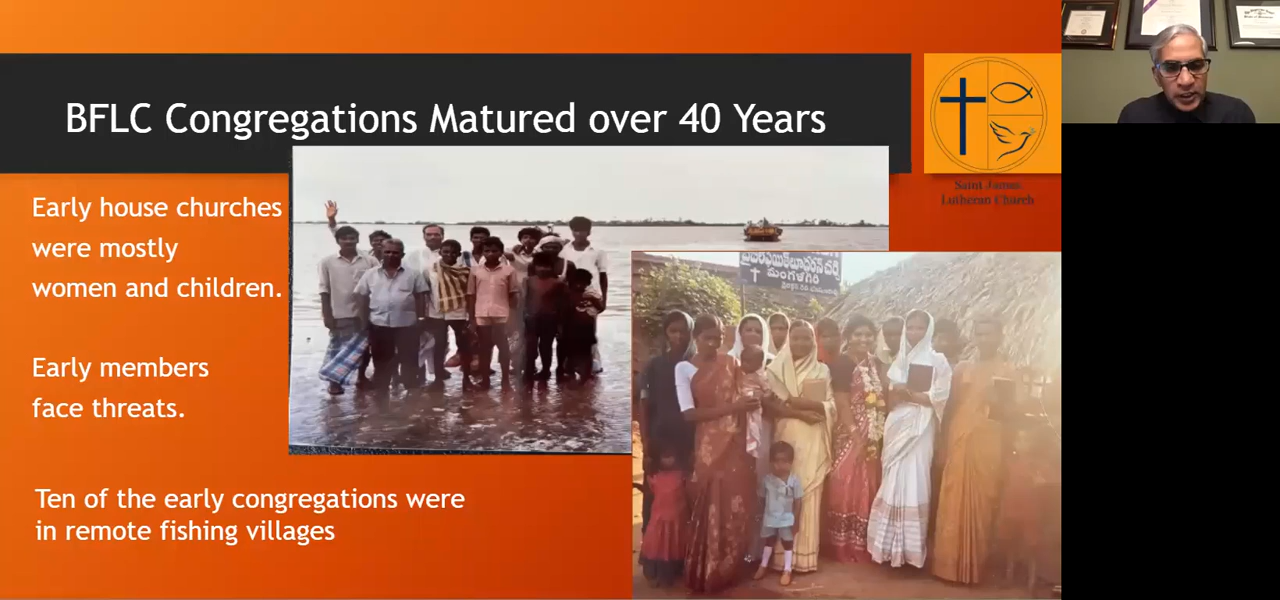 BFLC Congregations Matured over 40 Years
Saint James
Lutheran Church
Early house churches
were mostly
women and children.
Early members
face threats.
Ten of the early congregations were
in remote fishing villages
మంగళగిరి